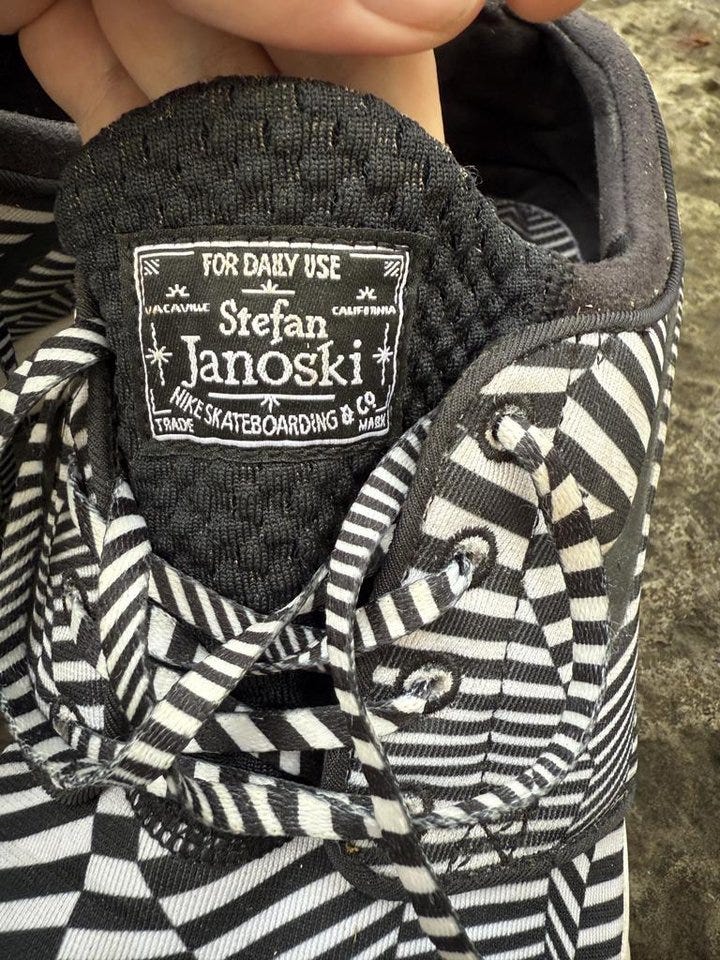 FOR DAILY USE
VACAVILLE CALIFORNIA
Stefan
Janoski
NIKE SKATEBOARDING & CO
TRADE MARK